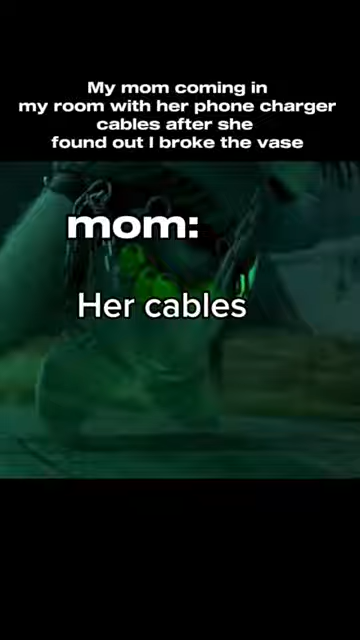 My mom coming in
my room with her phone charger
cables after she
found out I broke the vase
mom:
Her cables